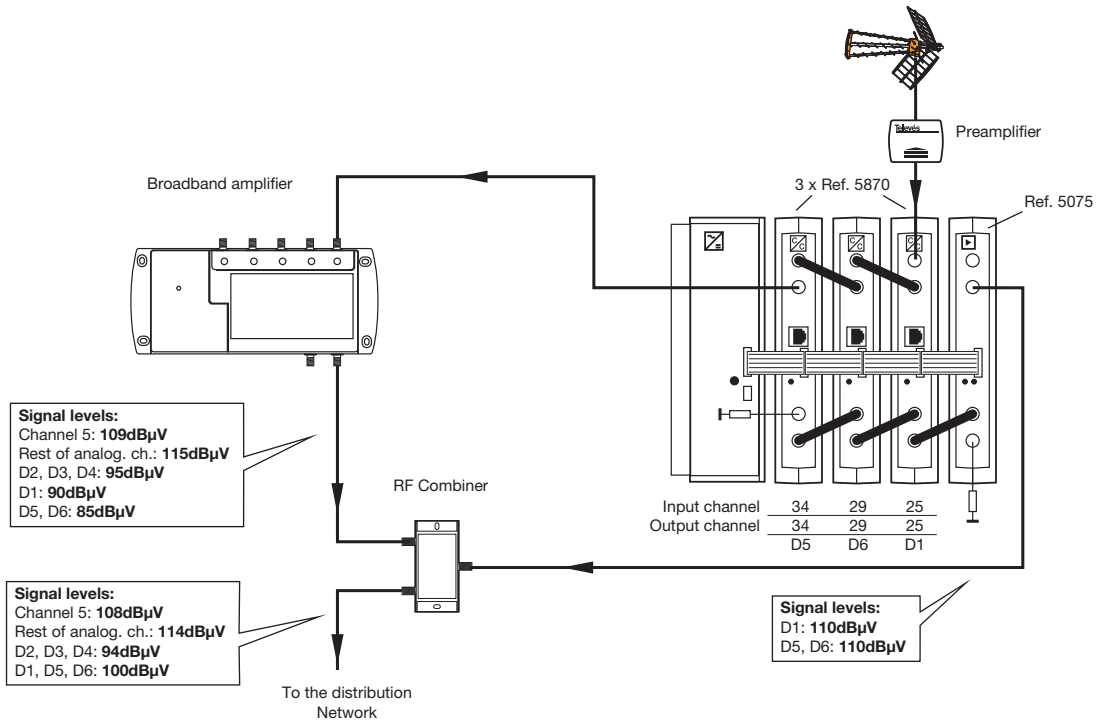 Televés
Preamplifier
Broadband amplifier
3 x Ref. 5870
Ref. 5075
C/C
C/C
C/C
Signal levels:
Channel 5: 109dBµV
Rest of analog. ch.: 115dBµV
D2, D3, D4: 95dBµV
D1: 90dBµV
D5, D6: 85dBµV
RF Combiner
Input channel 34 29 25
Output channel 34 29 25
D5 D6 D1
Signal levels:
Channel 5: 108dBµV
Rest of analog. ch.: 114dBµV
D2, D3, D4: 94dBµV
D1, D5, D6: 100dBµV
Signal levels:
D1: 110dBµV
D5, D6: 110dBµV
To the distribution
Network